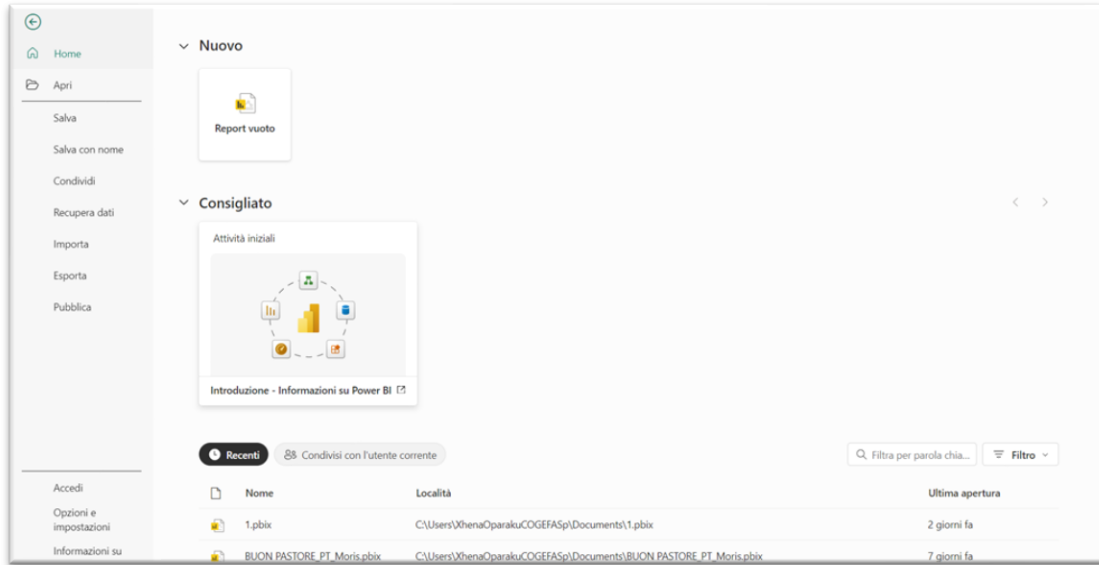 Home
Apri
Salva
Salva con nome
Condividi
Recupera dati
Importa
Esporta
Pubblica
Accedi
Opzioni e
impostazioni
Informazioni su
Nuovo
Report vuoto
Consigliato
Attività iniziali
Introduzione - Informazioni su Power BI
Recenti
Condivisi con l'utente corrente
Filtra per parola chia...
Filtro
Nome
Località
Ultima apertura
1.pbix
C:\Users\XhenaOparakuCOGEFASp\Documents\1.pbix
2 giorni fa
BUON PASTORE_PT_Moris.pbix
C:\Users\XhenaOparakuCOGEFASp\Documents\BUON PASTORE_PT_Moris.pbix
7 giorni fa